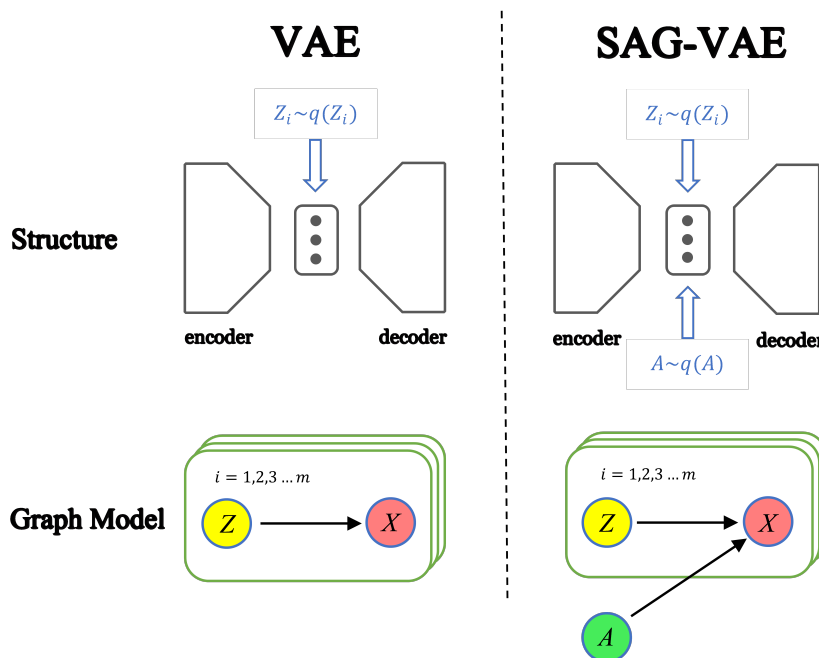 VAE
SAG-VAE
Z_i~q(Z_i)
Z_i~q(Z_i)
Structure
encoder
decoder
encoder
decoder
A~q(A)
i = 1,2,3 ... m
i = 1,2,3 ... m
Graph Model
Z
X
Z
X
A